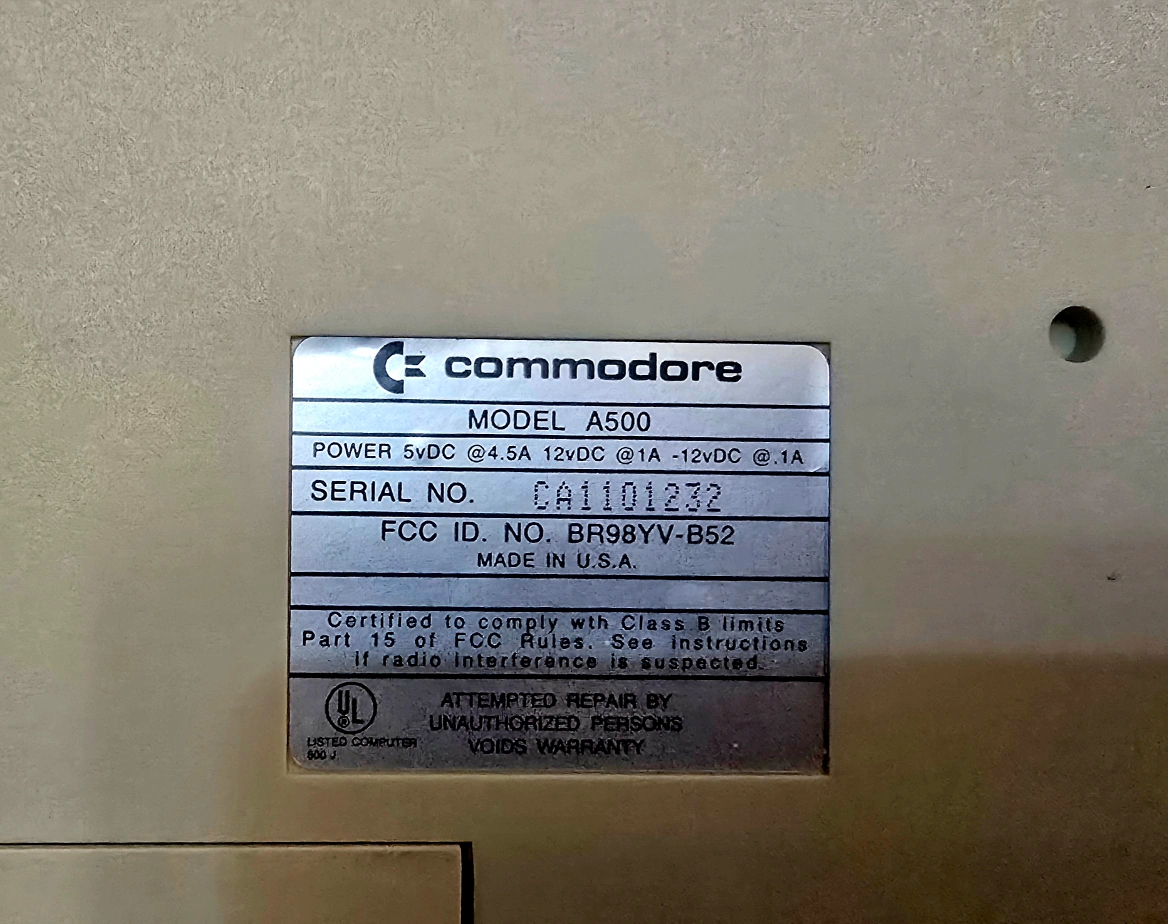 commodore
MODEL A500
POWER 5vDC @4.5A 12vDC @1A -12vDC @.1A
SERIAL NO. CA1101232
FCC ID. NO. BR98YV-B52
MADE IN U.S.A.
Certified to comply wth Class B limits
Part 15 of FCC Rules. See instructions
if radio interference is suspected.
UL
®
LISTED COMPUTER
ATTEMPTED REPAIR BY
UNAUTHORIZED PERSONS
VOIDS WARRANTY